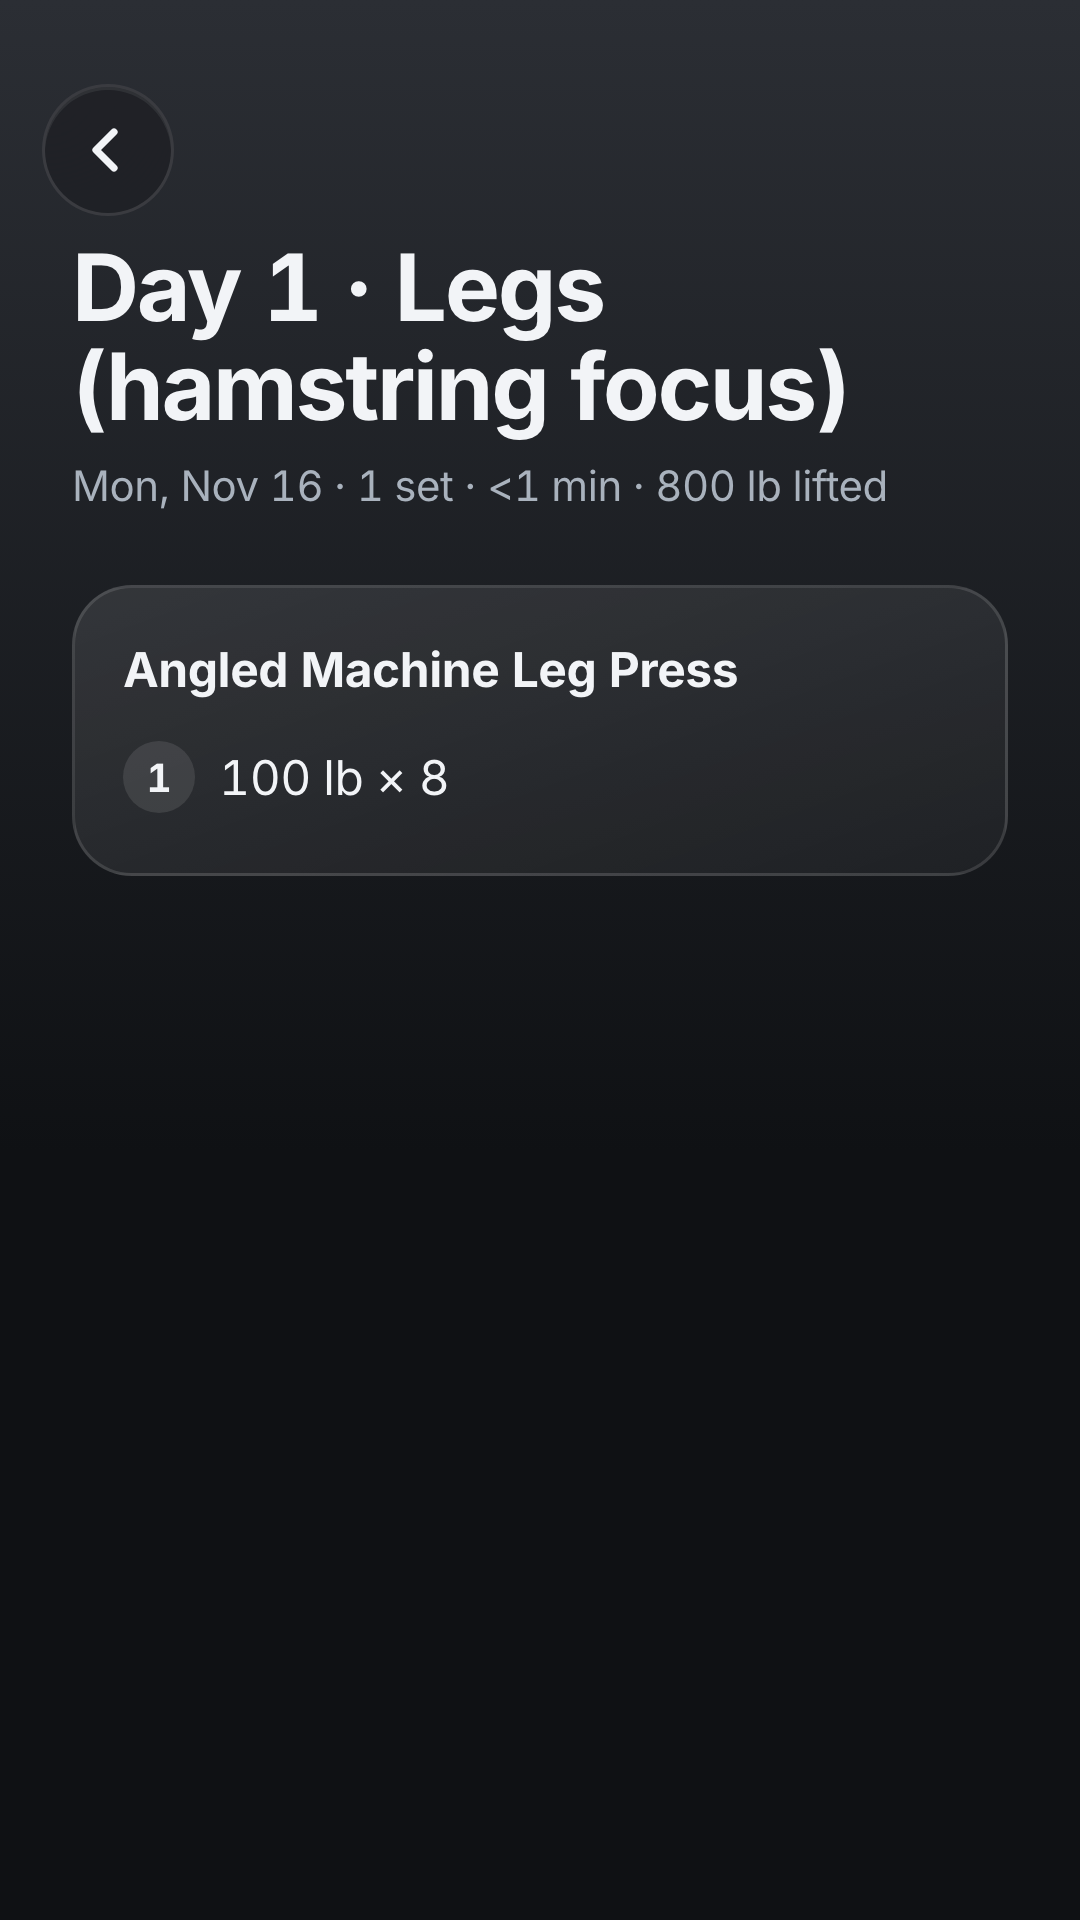 Day 1 · Legs
(hamstring focus)
Mon, Nov 16 · 1 set · <1 min · 800 lb lifted
Angled Machine Leg Press
1 100 lb × 8